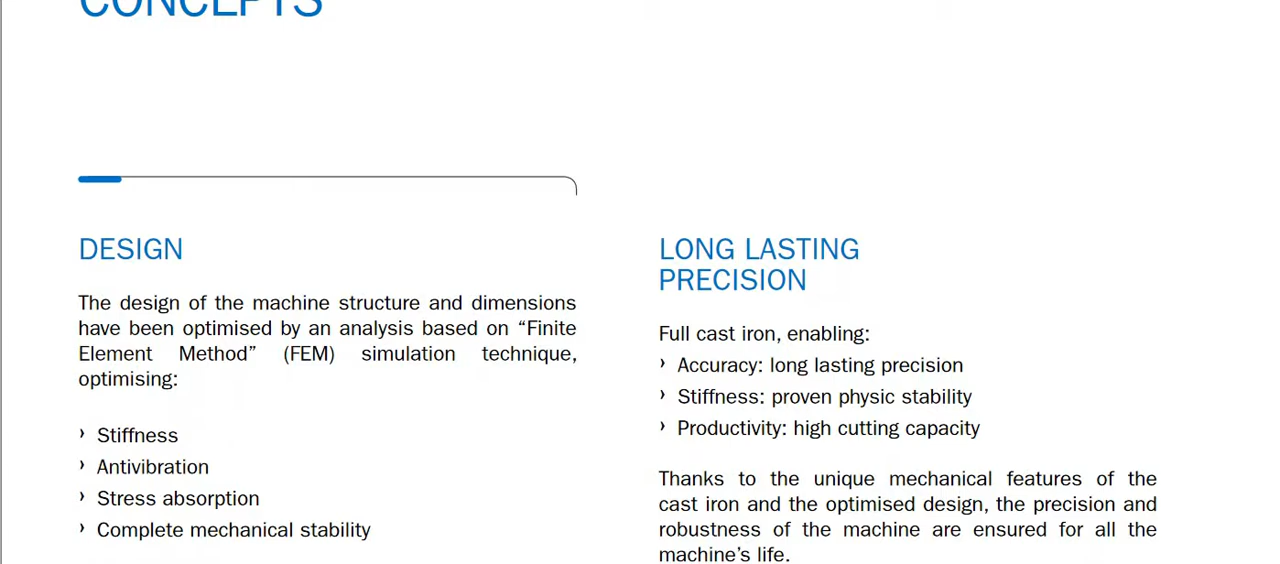 CONCEPTS
DESIGN
The design of the machine structure and dimensions
have been optimised by an analysis based on “Finite
Element Method” (FEM) simulation technique,
optimising:
› Stiffness
› Antivibration
› Stress absorption
› Complete mechanical stability
LONG LASTING
PRECISION
Full cast iron, enabling:
› Accuracy: long lasting precision
› Stiffness: proven physic stability
› Productivity: high cutting capacity
Thanks to the unique mechanical features of the
cast iron and the optimised design, the precision and
robustness of the machine are ensured for all the
machine’s life.